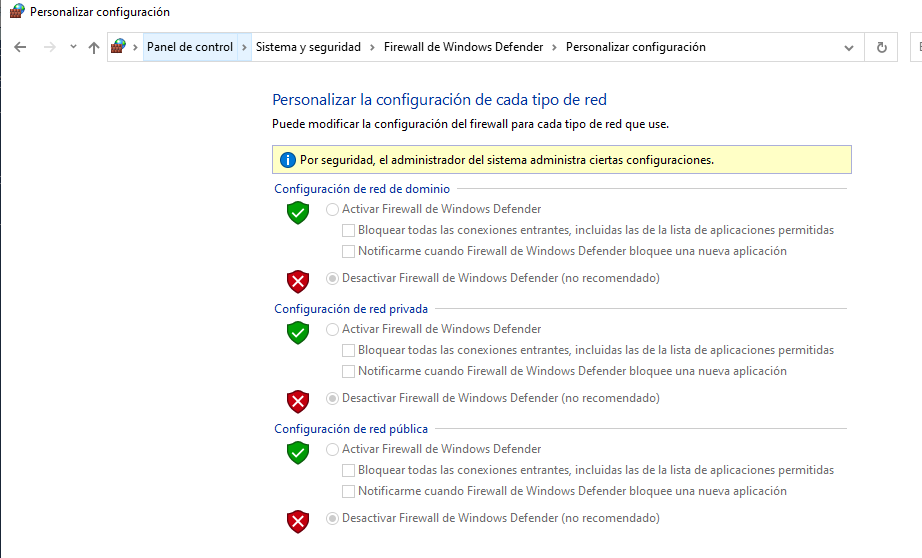 Personalizar configuración
Panel de control > Sistema y seguridad > Firewall de Windows Defender > Personalizar configuración
Personalizar la configuración de cada tipo de red
Puede modificar la configuración del firewall para cada tipo de red que use.
Por seguridad, el administrador del sistema administra ciertas configuraciones.
Configuración de red de dominio
Activar Firewall de Windows Defender
Bloquear todas las conexiones entrantes, incluidas las de la lista de aplicaciones permitidas
Notificarme cuando Firewall de Windows Defender bloquee una nueva aplicación
Desactivar Firewall de Windows Defender (no recomendado)
Configuración de red privada
Activar Firewall de Windows Defender
Bloquear todas las conexiones entrantes, incluidas las de la lista de aplicaciones permitidas
Notificarme cuando Firewall de Windows Defender bloquee una nueva aplicación
Desactivar Firewall de Windows Defender (no recomendado)
Configuración de red pública
Activar Firewall de Windows Defender
Bloquear todas las conexiones entrantes, incluidas las de la lista de aplicaciones permitidas
Notificarme cuando Firewall de Windows Defender bloquee una nueva aplicación
Desactivar Firewall de Windows Defender (no recomendado)